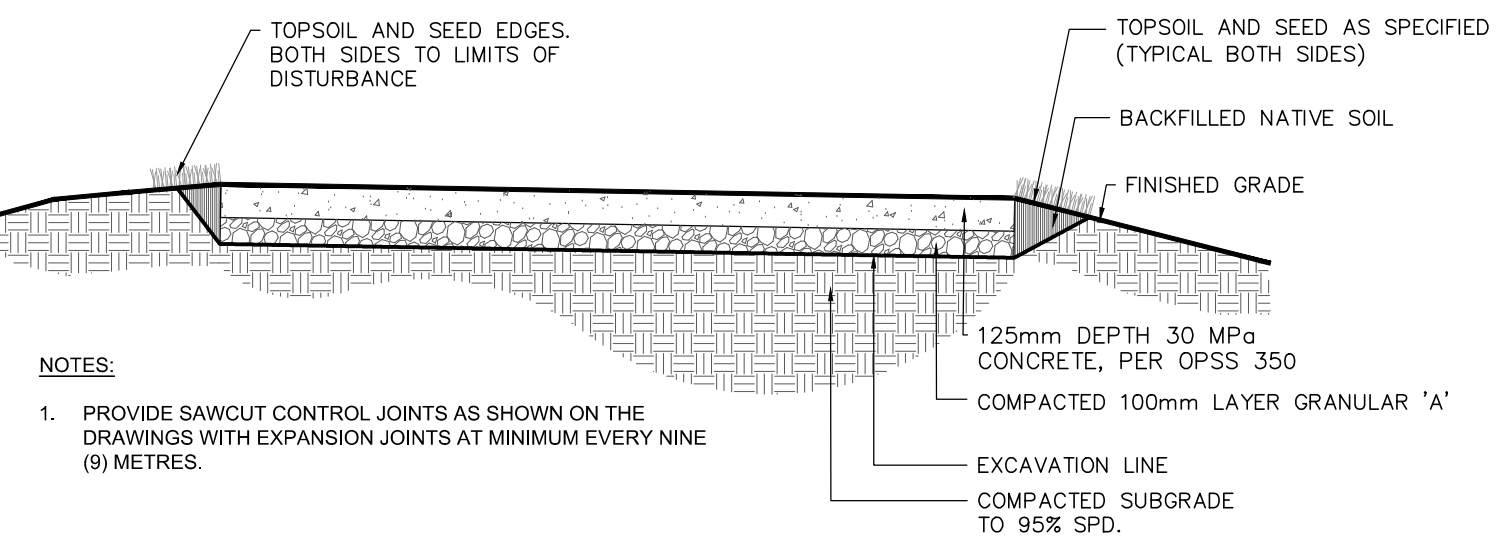 TOPSOIL AND SEED EDGES.
BOTH SIDES TO LIMITS OF
DISTURBANCE
TOPSOIL AND SEED AS SPECIFIED
(TYPICAL BOTH SIDES)
BACKFILLED NATIVE SOIL
FINISHED GRADE
125mm DEPTH 30 MPa
CONCRETE, PER OPSS 350
COMPACTED 100mm LAYER GRANULAR 'A'
EXCAVATION LINE
COMPACTED SUBGRADE
TO 95% SPD.
NOTES:
1. PROVIDE SAWCUT CONTROL JOINTS AS SHOWN ON THE
DRAWINGS WITH EXPANSION JOINTS AT MINIMUM EVERY NINE
(9) METRES.